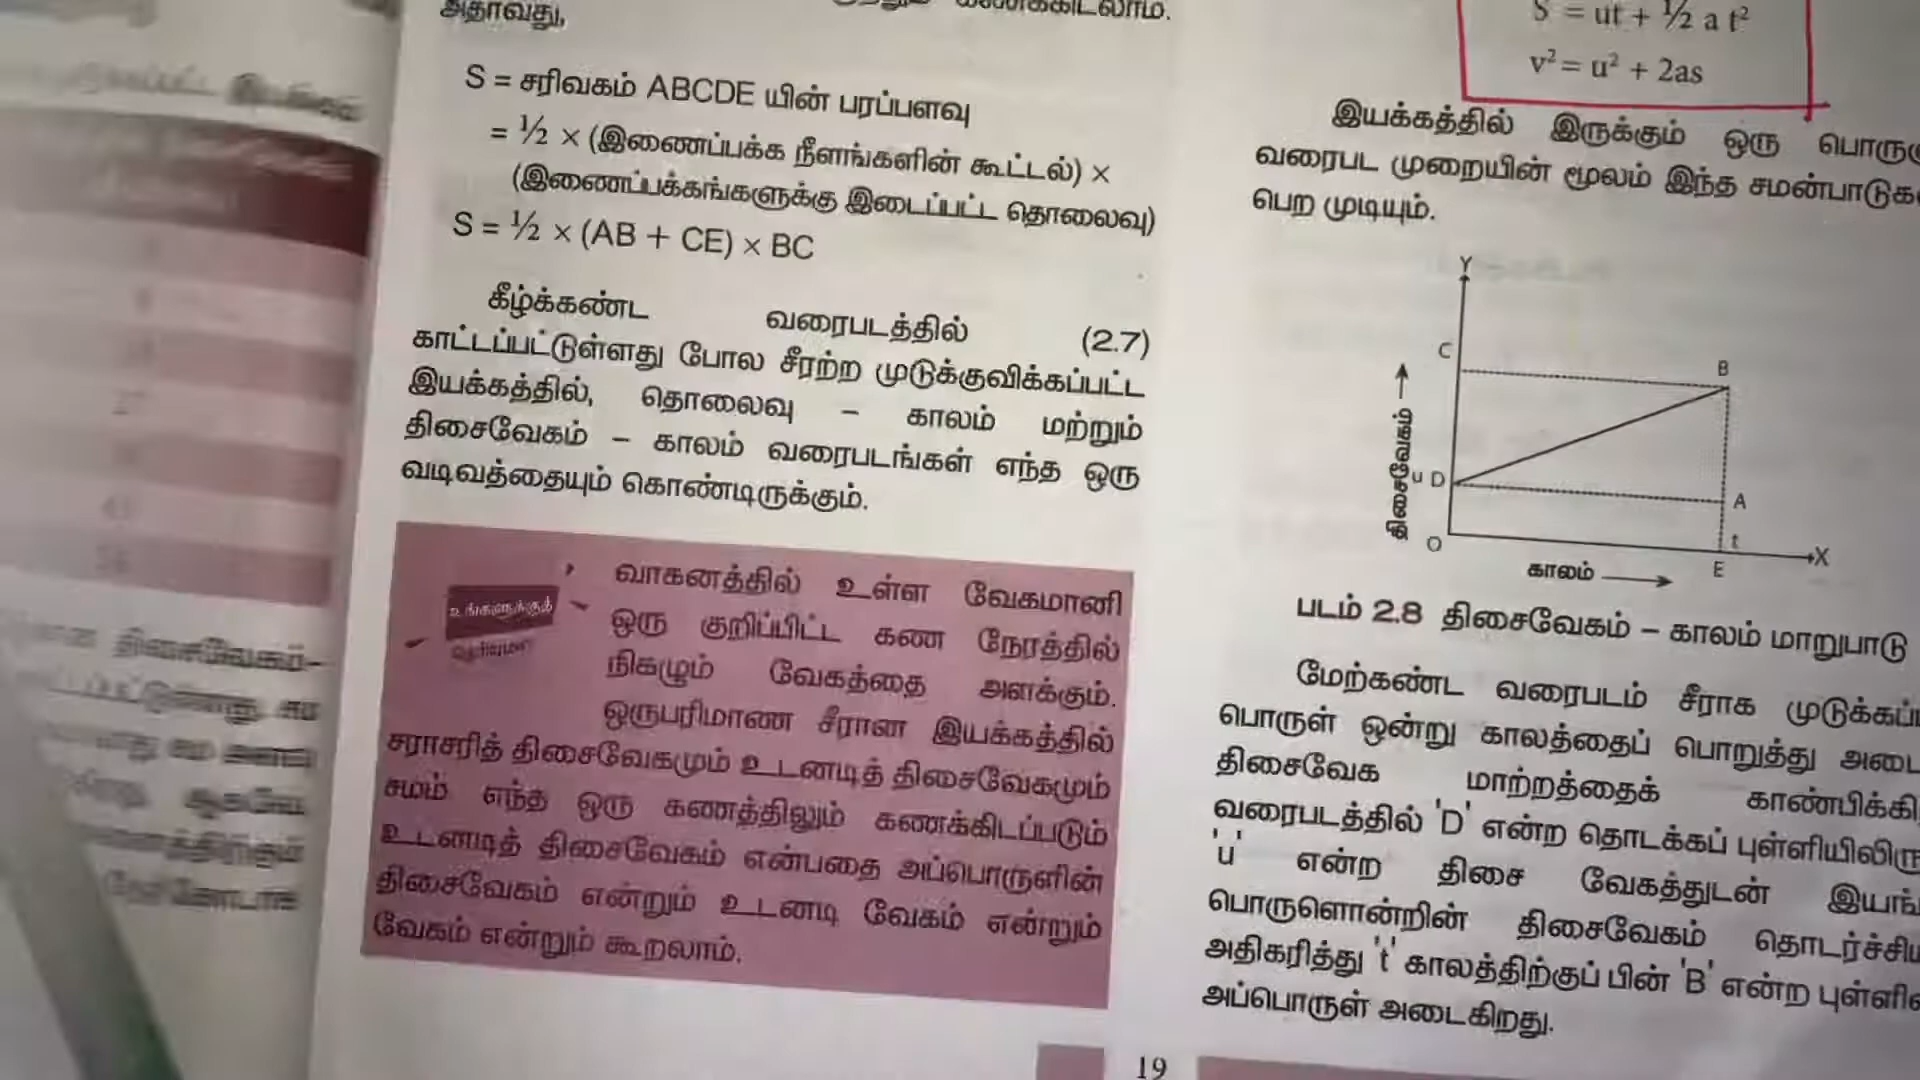 அதாவது,
S = சரிவகம் ABCDE யின் பரப்பளவு
= ½ × (இணைப்பக்க நீளங்களின் கூட்டல்) ×
(இணைப்பக்கங்களுக்கு இடைப்பட்ட தொலைவு)
S = ½ × (AB + CE) × BC
கீழ்க்கண்ட வரைபடத்தில் (2.7)
காட்டப்பட்டுள்ளது போல சீரற்ற முடுக்குவிக்கப்பட்ட
இயக்கத்தில், தொலைவு – காலம் மற்றும்
திசைவேகம் – காலம் வரைபடங்கள் எந்த ஒரு
வடிவத்தையும் கொண்டிருக்கும்.
உங்களுக்குத்
தெரியுமா
வாகனத்தில் உள்ள வேகமானி
ஒரு குறிப்பிட்ட கண நேரத்தில்
நிகழும் வேகத்தை அளக்கும்.
ஒருபரிமாண சீரான இயக்கத்தில்
சராசரித் திசைவேகமும் உடனடித் திசைவேகமும்
சமம் எந்த ஒரு கணத்திலும் கணக்கிடப்படும்
உடனடித் திசைவேகம் என்பதை அப்பொருளின்
திசைவேகம் என்றும் உடனடி வேகம் என்றும்
வேகம் என்றும் கூறலாம்.
S = ut + ½ a t²
v² = u² + 2as
இயக்கத்தில் இருக்கும் ஒரு
வரைபட முறையின் மூலம் இந்த
பெற முடியும்.
Y
C
B
திசைவேகம்
u D
A
O
t
X
காலம்
E
படம் 2.8 திசைவேகம் – காலம் மாறுபாடு
மேற்கண்ட வரைபடம் சீராக
பொருள் ஒன்று காலத்தைப் பொறுத்து
திசைவேக மாற்றத்தைக்
வரைபடத்தில் 'D' என்ற தொடக்கப்
'u' என்ற திசை வேகத்துடன்
பொருளொன்றின் திசைவேகம்
அதிகரித்து 't' காலத்திற்குப் பின் 'B' என்ற
அப்பொருள் அடைகிறது.
19